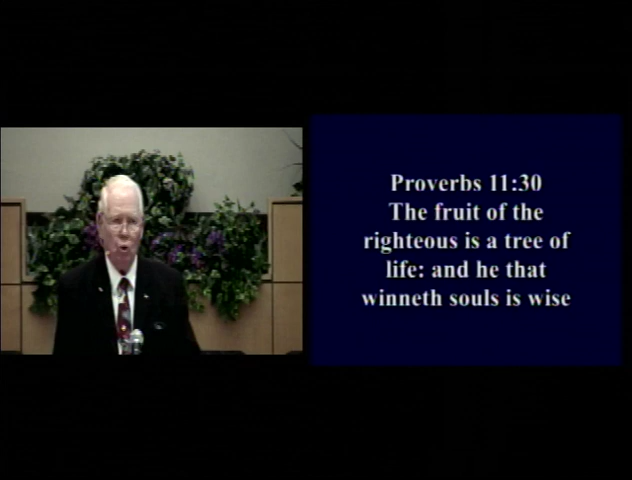 Proverbs 11:30
The fruit of the
righteous is a tree of
life: and he that
winneth souls is wise